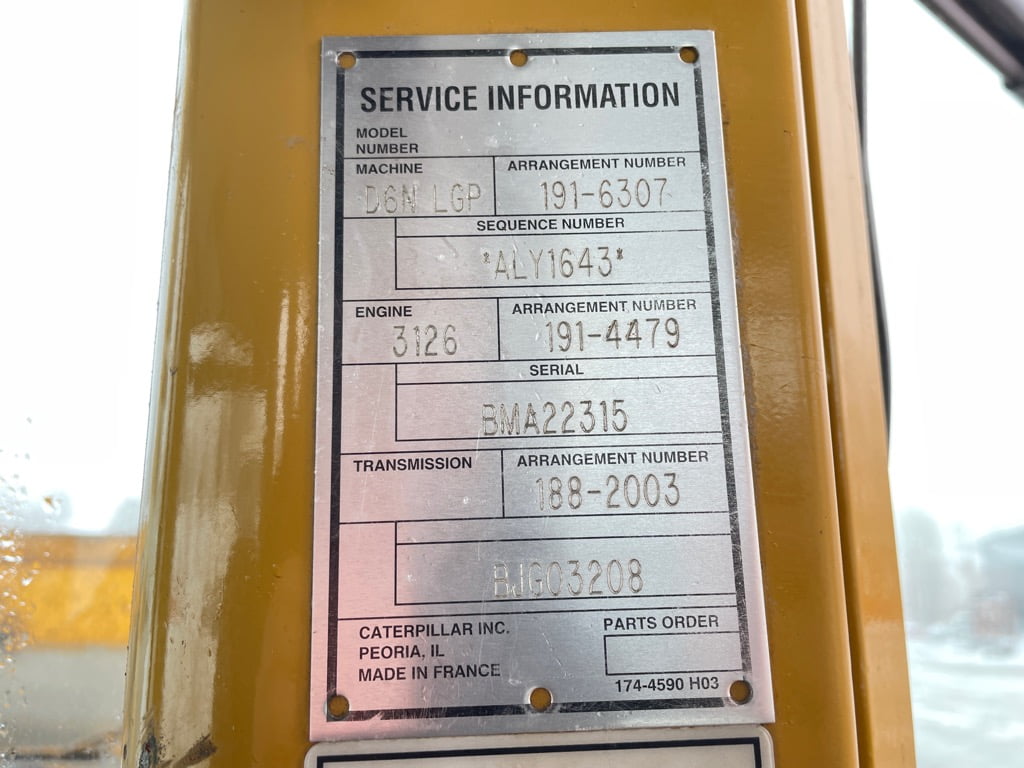 SERVICE INFORMATION
MODEL
NUMBER
MACHINE
ARRANGEMENT NUMBER
D6N LGP
191-6307
SEQUENCE NUMBER
*ALY1643*
ENGINE
ARRANGEMENT NUMBER
3126
191-4479
SERIAL
BMA22315
TRANSMISSION
ARRANGEMENT NUMBER
188-2003
BJG03208
CATERPILLAR INC.
PEORIA, IL
MADE IN FRANCE
PARTS ORDER
174-4590 H03